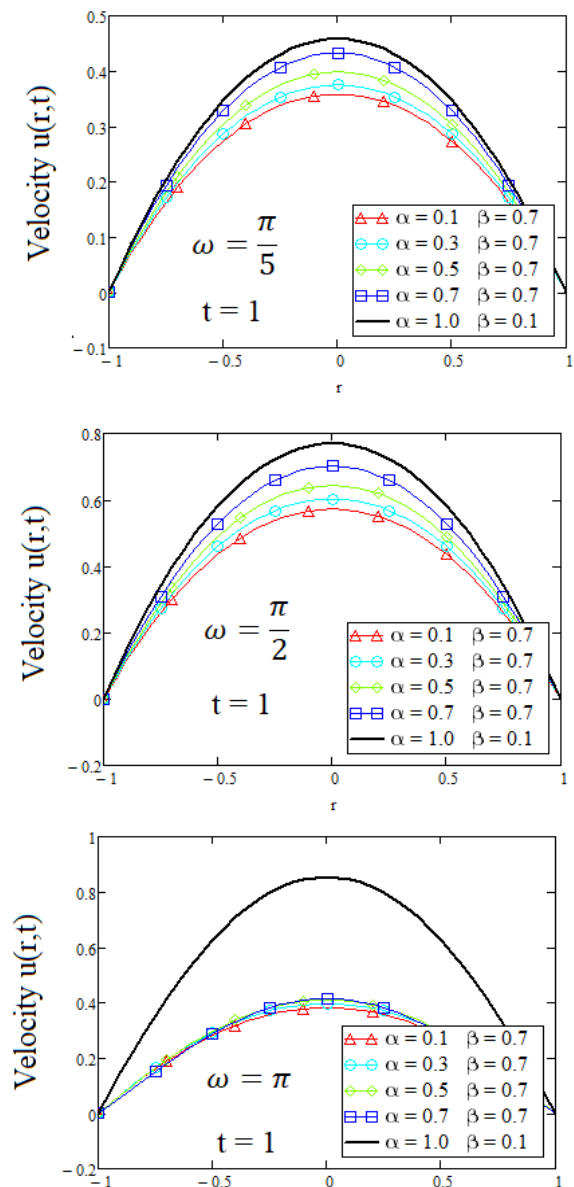 Velocity u(r,t)
0.5
0.4
0.3
0.2
0.1
0
− 0.1
− 1
− 0.5
0
0.5
1
r
ω = π/5
t = 1
α = 0.1 β = 0.7
α = 0.3 β = 0.7
α = 0.5 β = 0.7
α = 0.7 β = 0.7
α = 1.0 β = 0.1
Velocity u(r,t)
0.8
0.6
0.4
0.2
0
− 0.2
− 1
− 0.5
0
0.5
1
r
ω = π/2
t = 1
α = 0.1 β = 0.7
α = 0.3 β = 0.7
α = 0.5 β = 0.7
α = 0.7 β = 0.7
α = 1.0 β = 0.1
Velocity u(r,t)
1
0.8
0.6
0.4
0.2
0
− 0.2
− 1
− 0.5
0
0.5
1
ω = π
t = 1
α = 0.1 β = 0.7
α = 0.3 β = 0.7
α = 0.5 β = 0.7
α = 0.7 β = 0.7
α = 1.0 β = 0.1